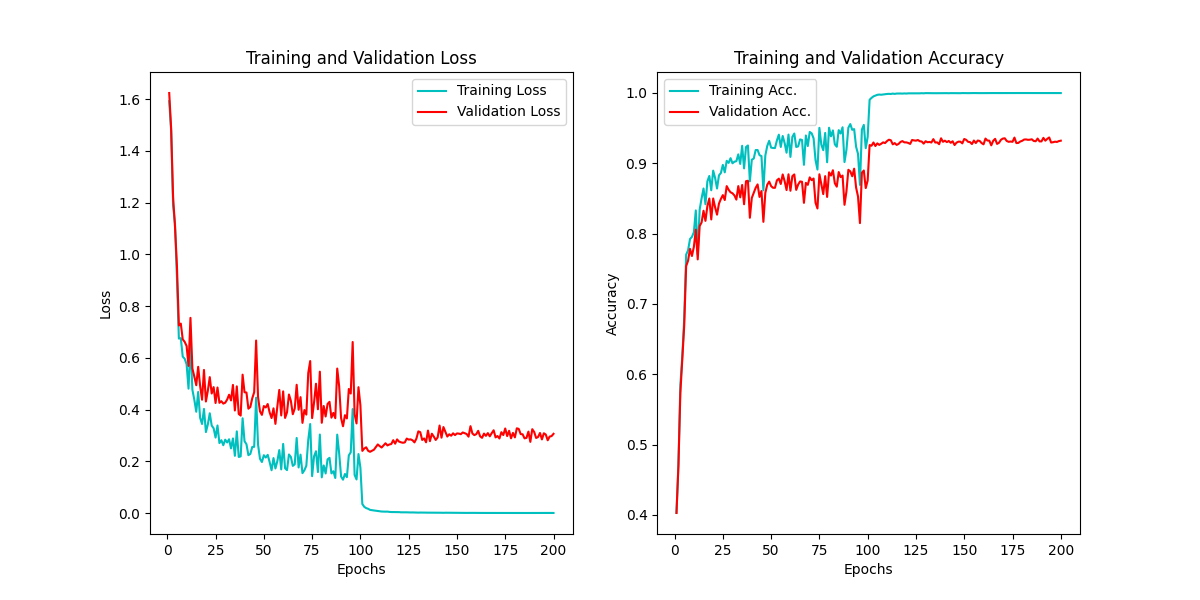 Training and Validation Loss
Training Loss
Validation Loss
Loss
1.6
1.4
1.2
1.0
0.8
0.6
0.4
0.2
0.0
0 25 50 75 100 125 150 175 200
Epochs
Training and Validation Accuracy
Training Acc.
Validation Acc.
Accuracy
1.0
0.9
0.8
0.7
0.6
0.5
0.4
0 25 50 75 100 125 150 175 200
Epochs